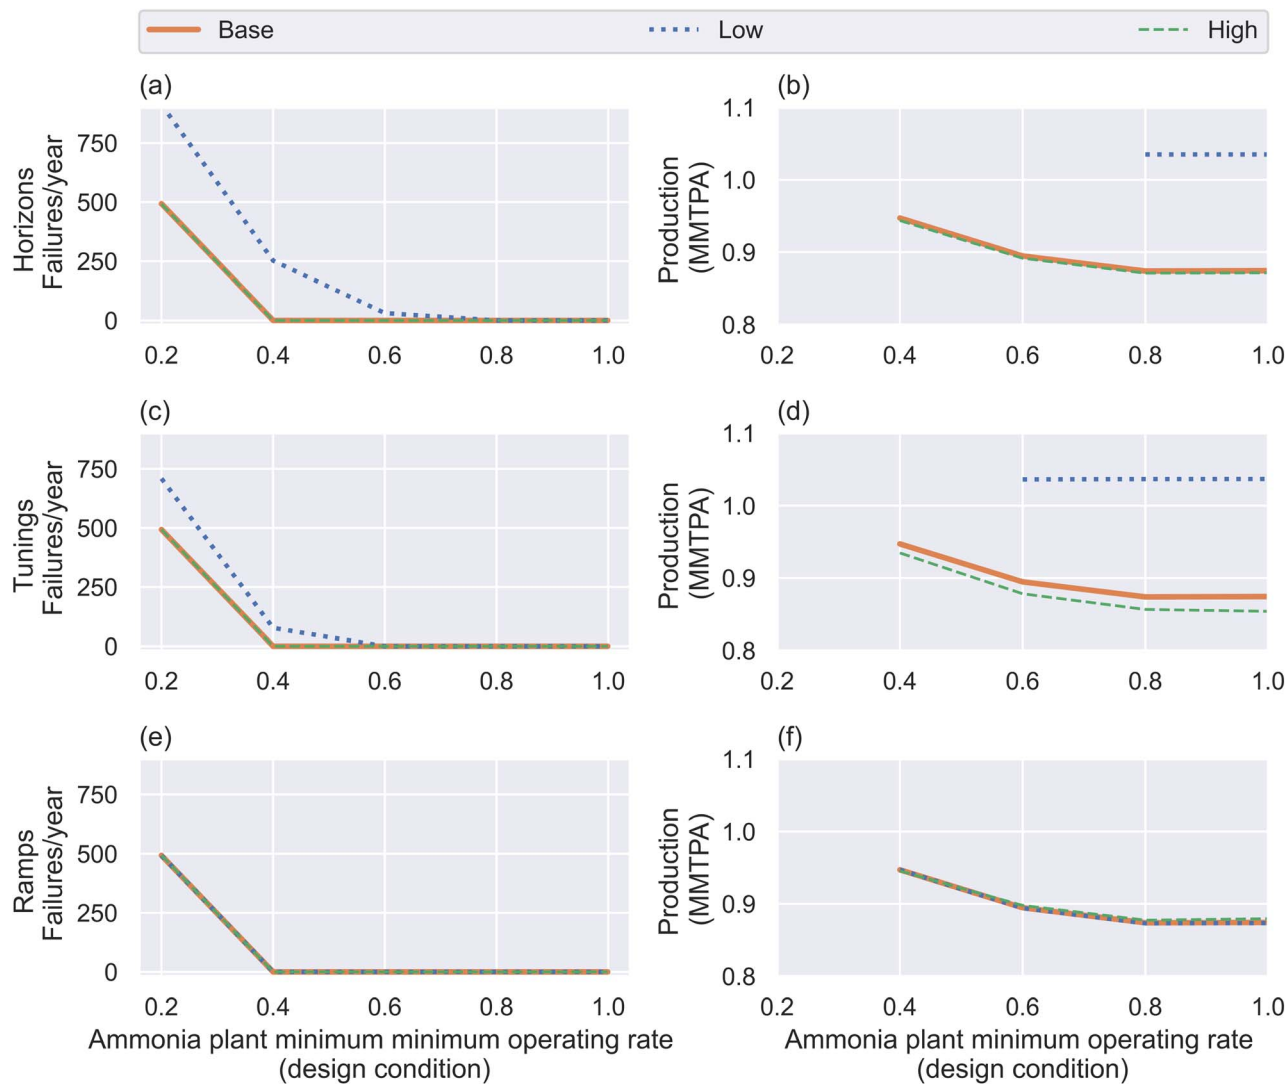 Base Low High
(a)
Horizons
Failures/year
750
500
250
0
0.2 0.4 0.6 0.8 1.0
(b)
Production
(MMTPA)
1.1
1.0
0.9
0.8
0.2 0.4 0.6 0.8 1.0
(c)
Tunings
Failures/year
750
500
250
0
0.2 0.4 0.6 0.8 1.0
(d)
Production
(MMTPA)
1.1
1.0
0.9
0.8
0.2 0.4 0.6 0.8 1.0
(e)
Ramps
Failures/year
750
500
250
0
0.2 0.4 0.6 0.8 1.0
Ammonia plant minimum minimum operating rate
(design condition)
(f)
Production
(MMTPA)
1.1
1.0
0.9
0.8
0.2 0.4 0.6 0.8 1.0
Ammonia plant minimum operating rate
(design condition)